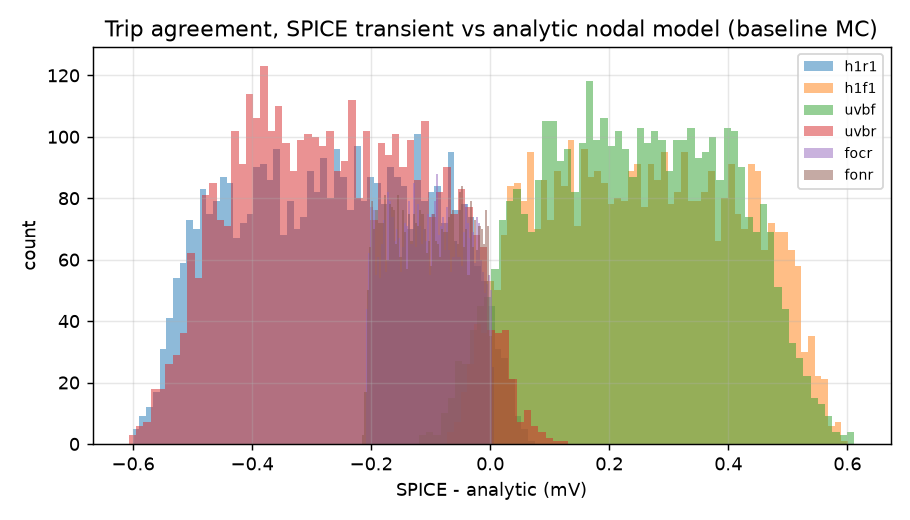 Trip agreement, SPICE transient vs analytic nodal model (baseline MC)
count
120
100
80
60
40
20
0
h1r1
h1f1
uvbf
uvbr
focr
fonr
−0.6 −0.4 −0.2 0.0 0.2 0.4 0.6
SPICE - analytic (mV)